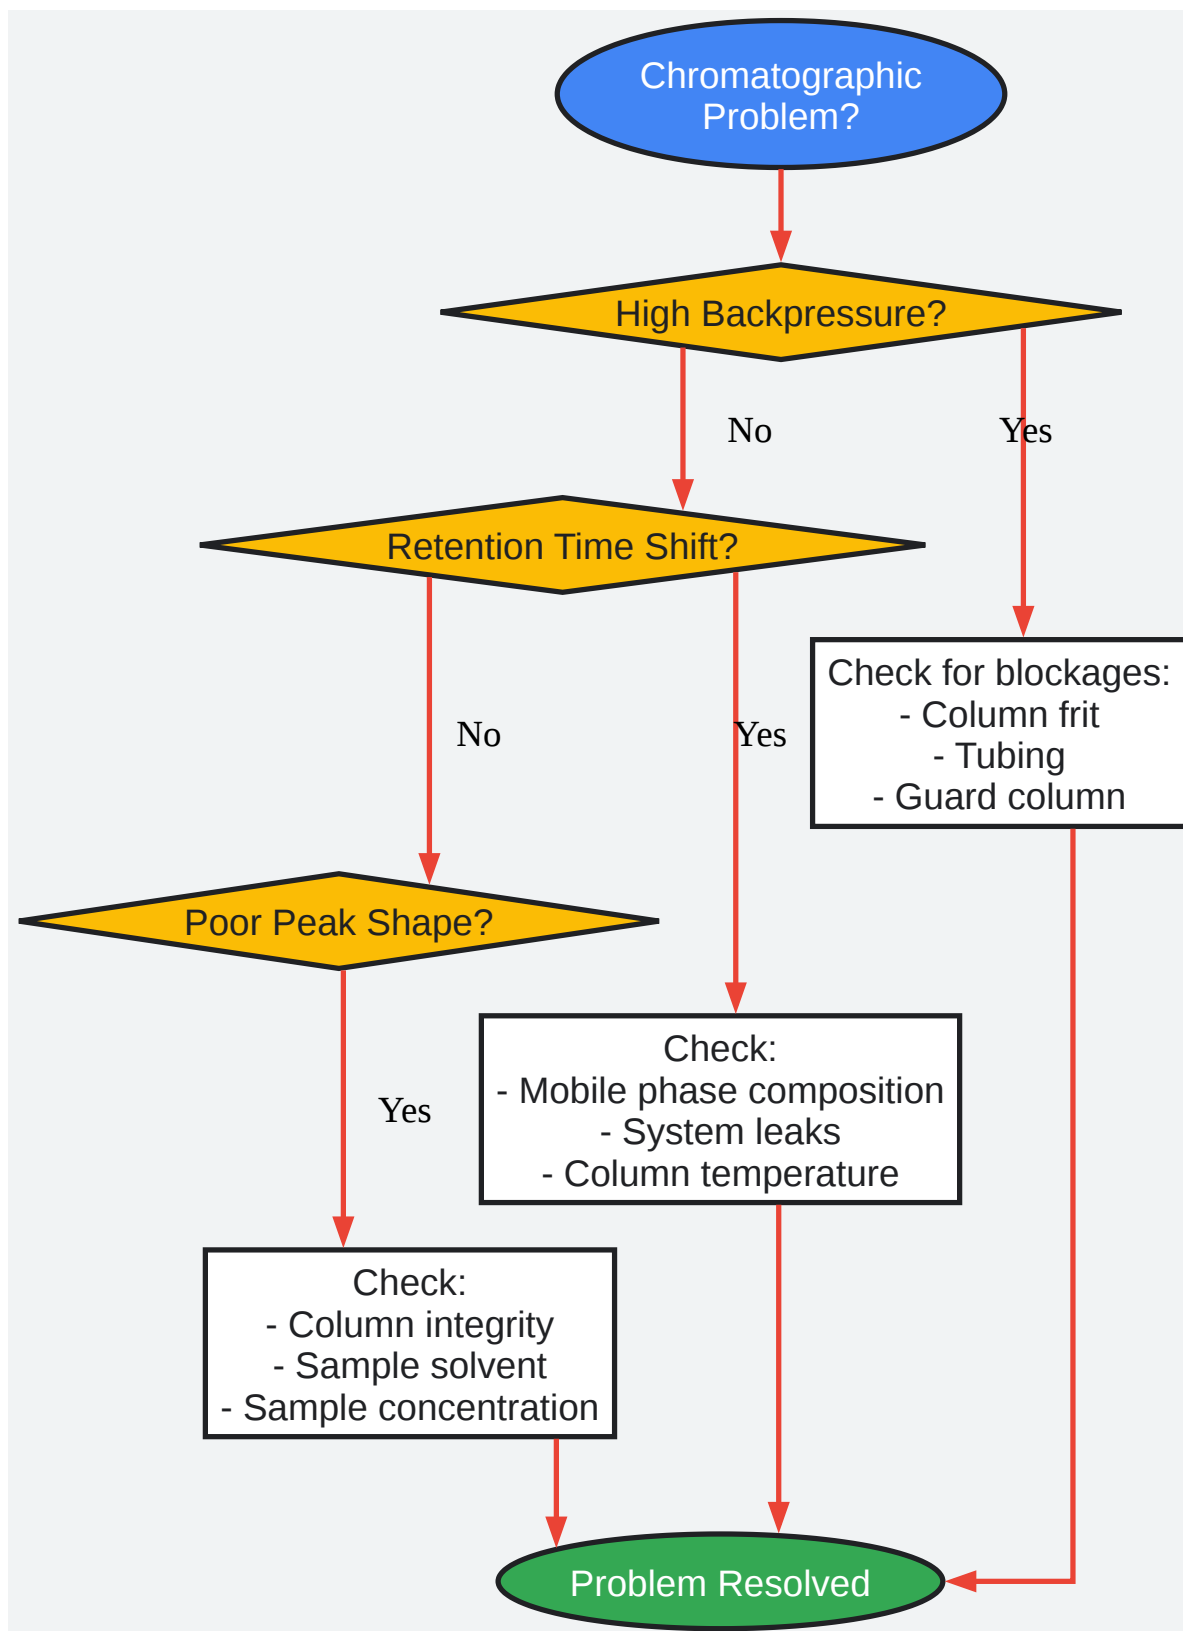 Chromatographic
Problem?
High Backpressure?
No
Yes
Retention Time Shift?
Check for blockages:
- Column frit
- Tubing
- Guard column
No
Yes
Poor Peak Shape?
Check:
- Mobile phase composition
- System leaks
- Column temperature
Yes
Check:
- Column integrity
- Sample solvent
- Sample concentration
Problem Resolved